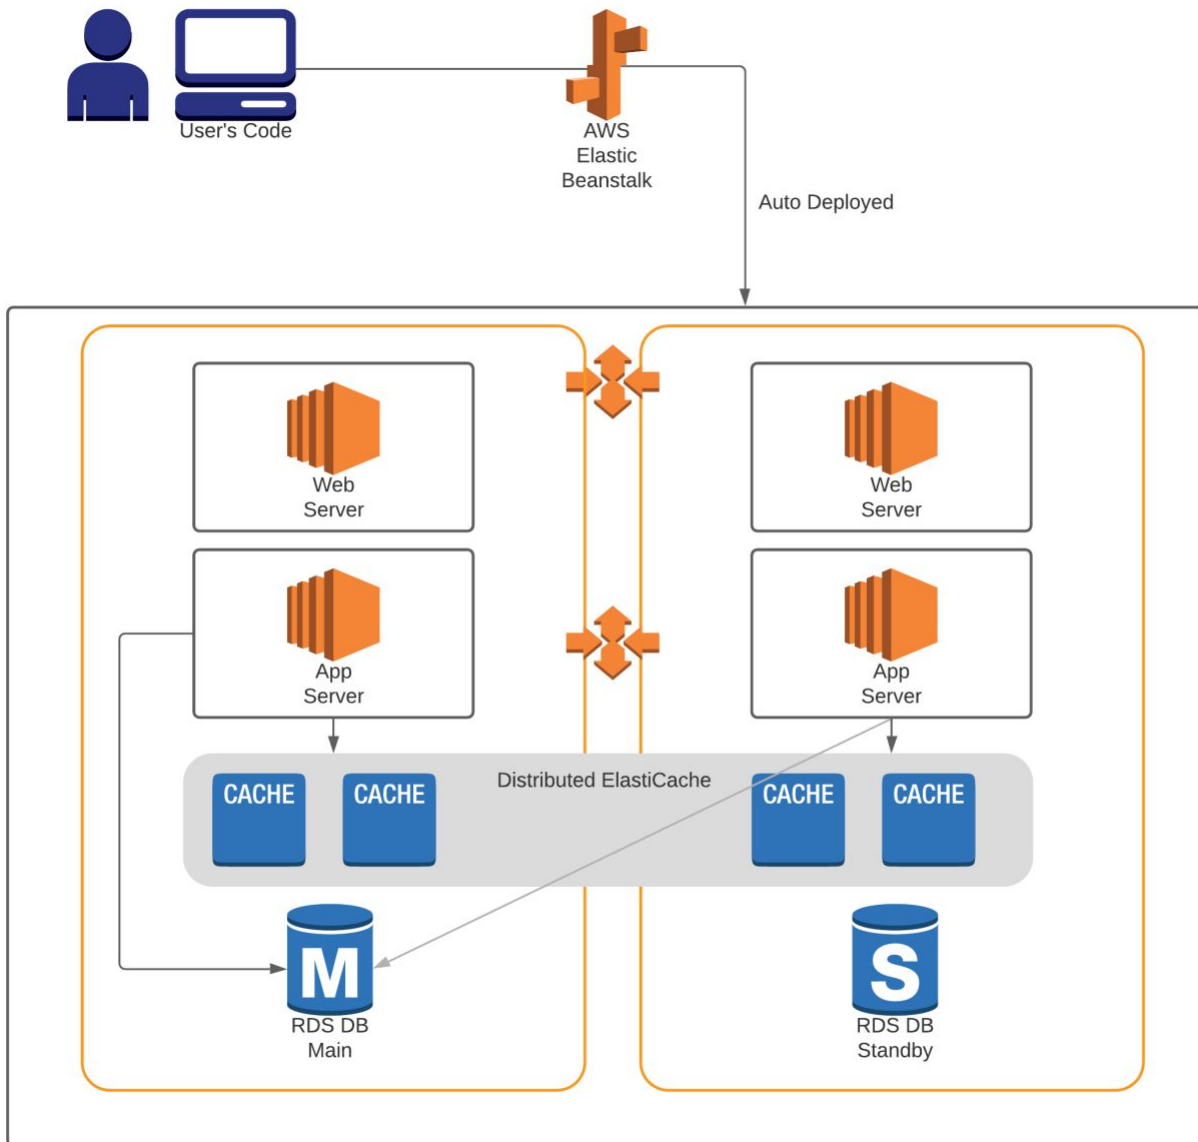 User's Code
AWS
Elastic
Beanstalk
Auto Deployed
Web
Server
Web
Server
App
Server
App
Server
Distributed ElastiCache
CACHE
CACHE
CACHE
CACHE
M
S
RDS DB
Main
RDS DB
Standby